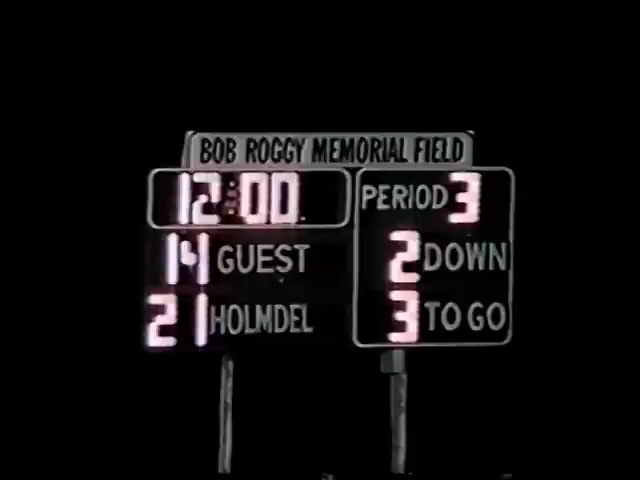 BOB ROGGY MEMORIAL FIELD
12:00 PERIOD 3
14 GUEST 2 DOWN
21 HOLMDEL 3 TO GO